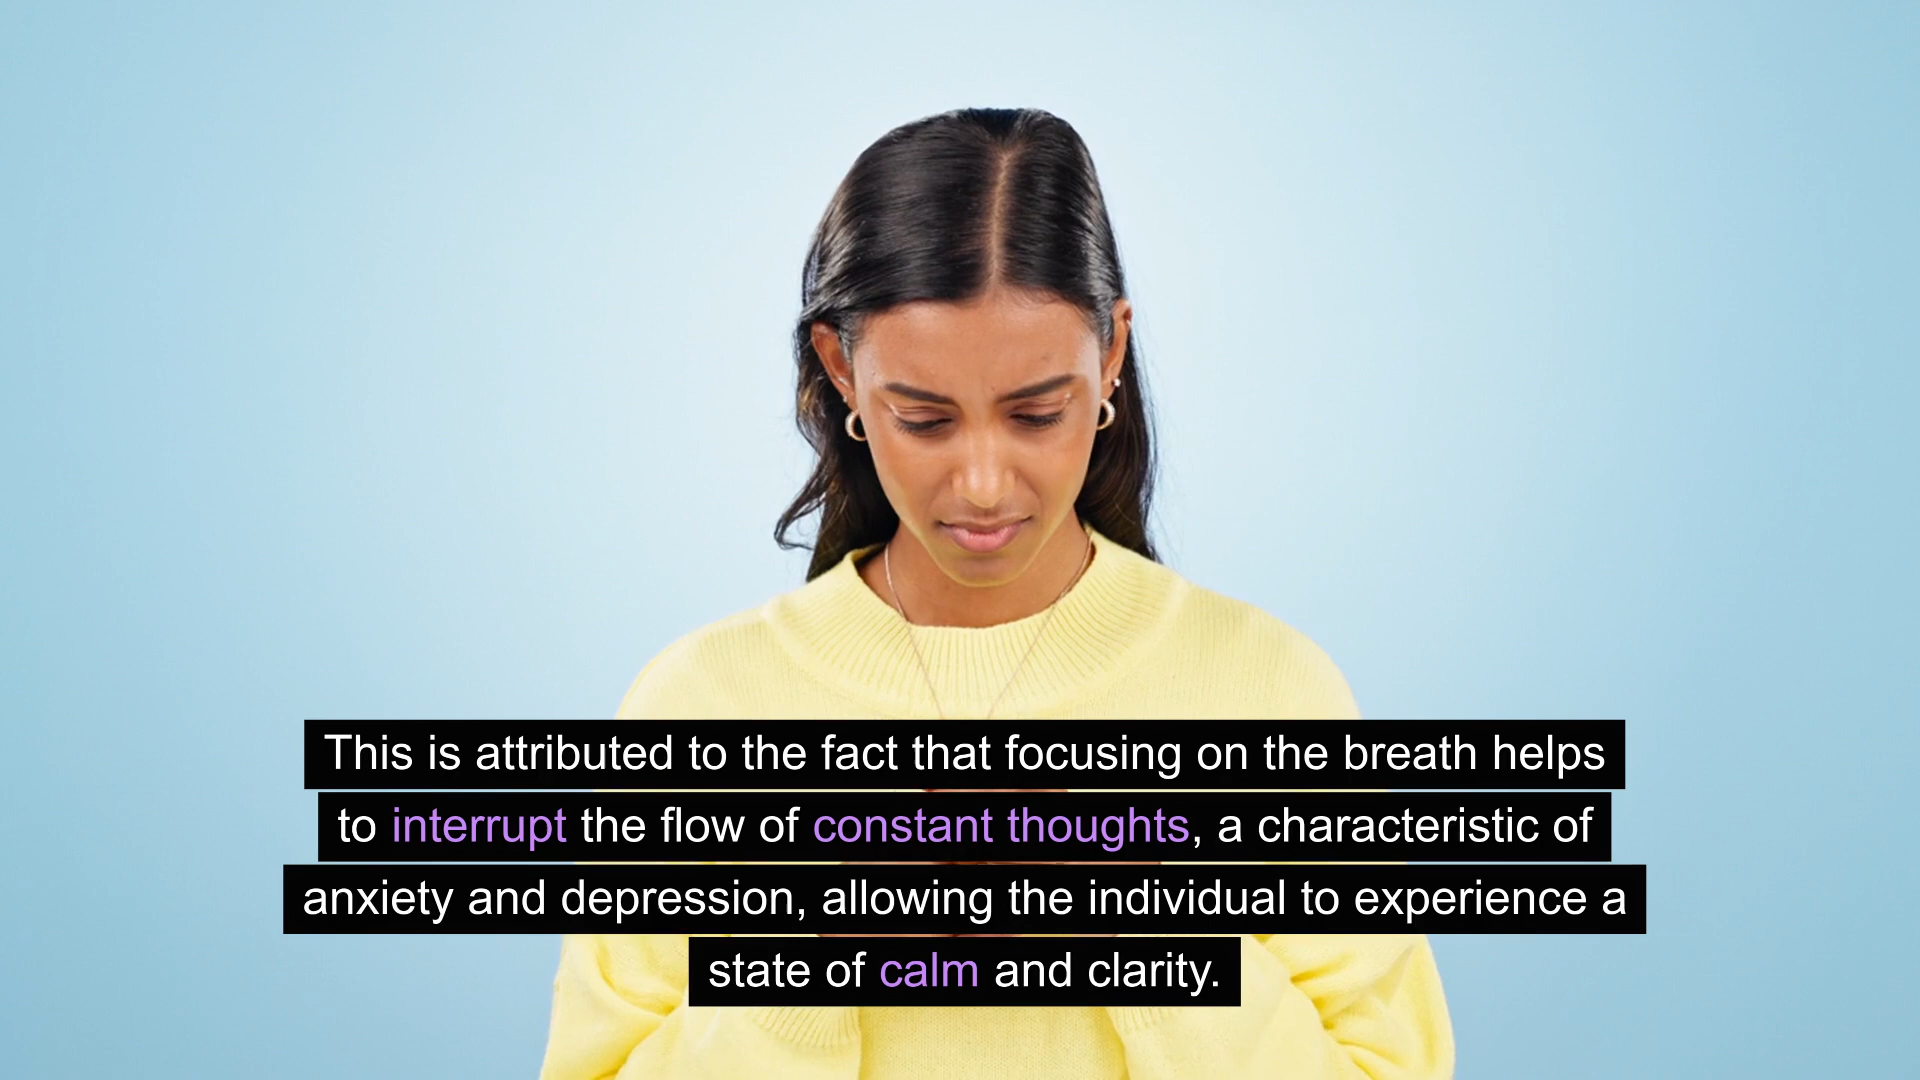 This is attributed to the fact that focusing on the breath helps
to interrupt the flow of constant thoughts, a characteristic of
anxiety and depression, allowing the individual to experience a
state of calm and clarity.